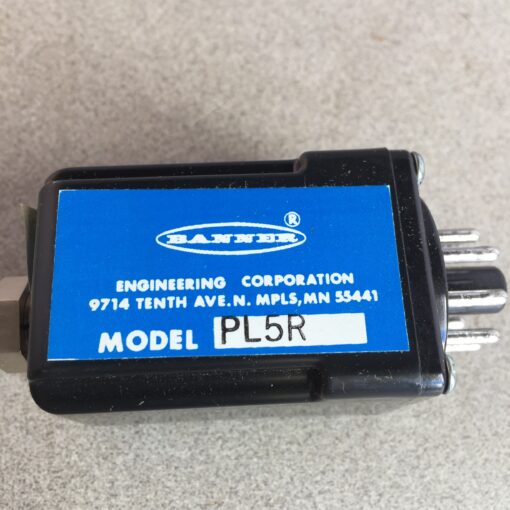 BANNER ®
ENGINEERING CORPORATION
9714 TENTH AVE.N. MPLS,MN 55441
MODEL PL5R